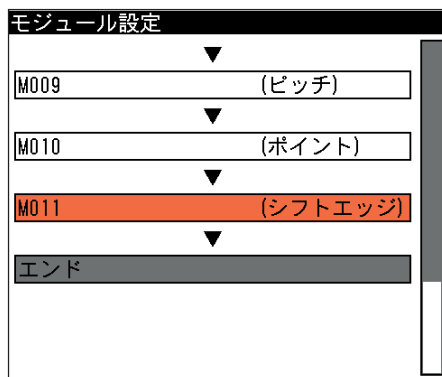 モジュール設定
▼
M009 (ピッチ)
▼
M010 (ポイント)
▼
M011 (シフトエッジ)
▼
エンド